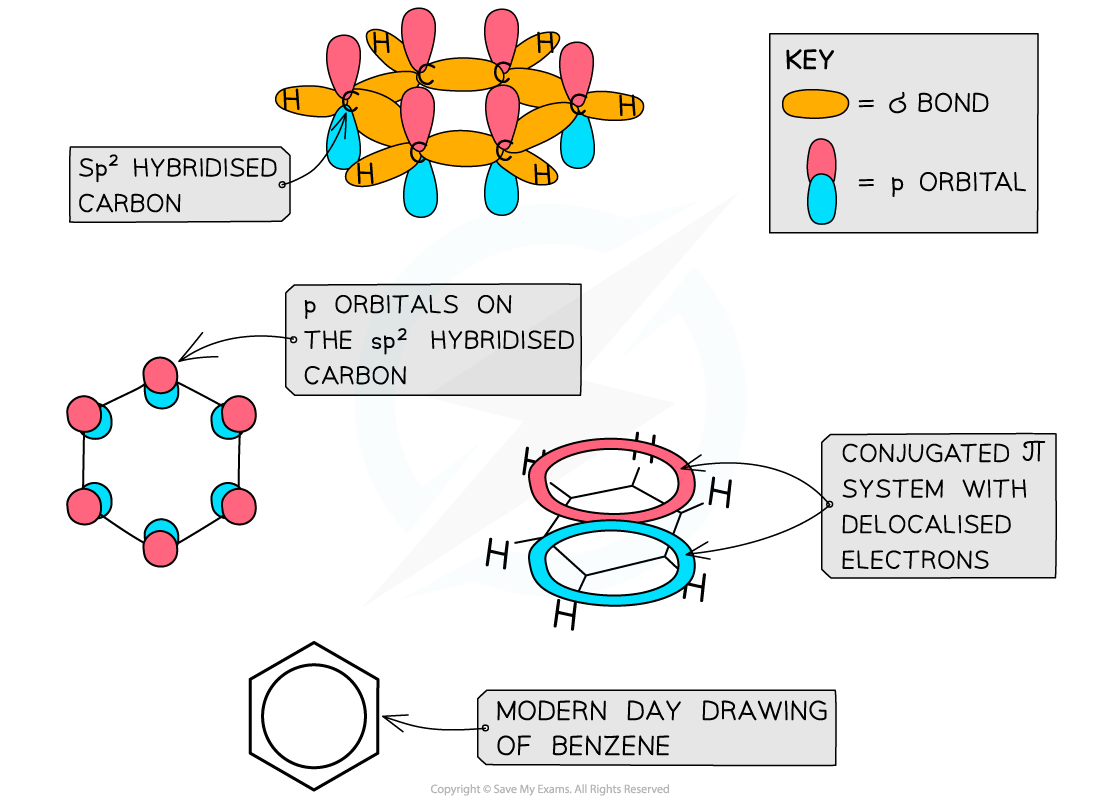 H
H
C
C
KEY
H
C
C
H
= σ BOND
C
C
H
H
Sp² HYBRIDISED
CARBON
= p ORBITAL
p ORBITALS ON
THE sp² HYBRIDISED
CARBON
H
H
H
H
H
H
CONJUGATED π
SYSTEM WITH
DELOCALISED
ELECTRONS
MODERN DAY DRAWING
OF BENZENE
Copyright © Save My Exams. All Rights Reserved